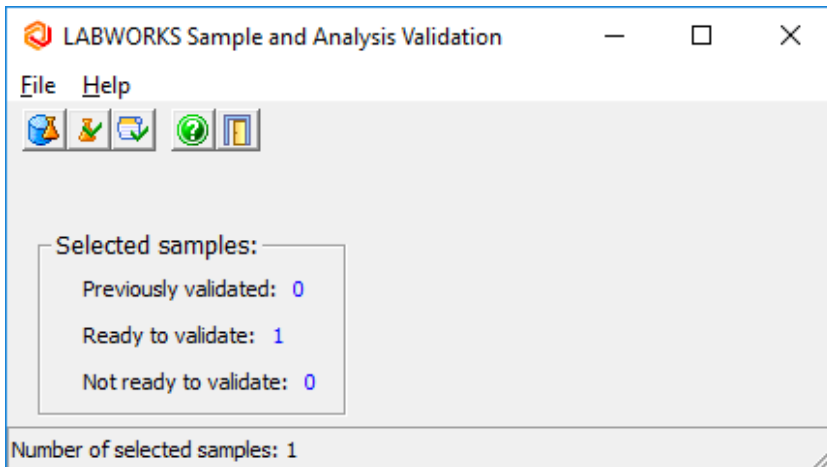 LABWORKS Sample and Analysis Validation
File Help
Selected samples:
Previously validated: 0
Ready to validate: 1
Not ready to validate: 0
Number of selected samples: 1